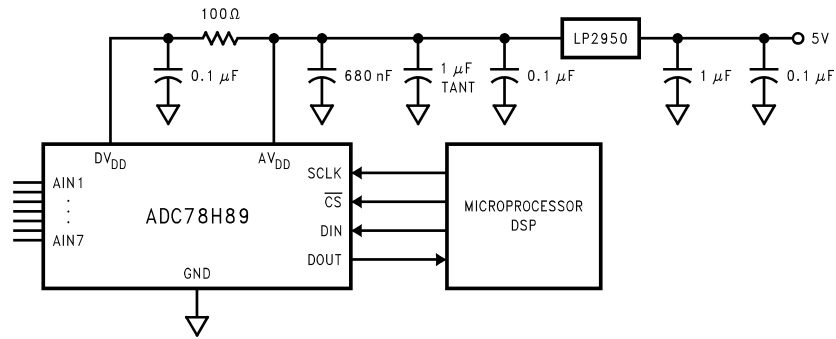 100Ω
LP2950
5V
0.1 μF
680 nF
1 μF
TANT
0.1 μF
1 μF
0.1 μF
DVDD
AVDD
AIN1
AIN7
ADC78H89
GND
SCLK
CS
DIN
DOUT
MICROPROCESSOR
DSP